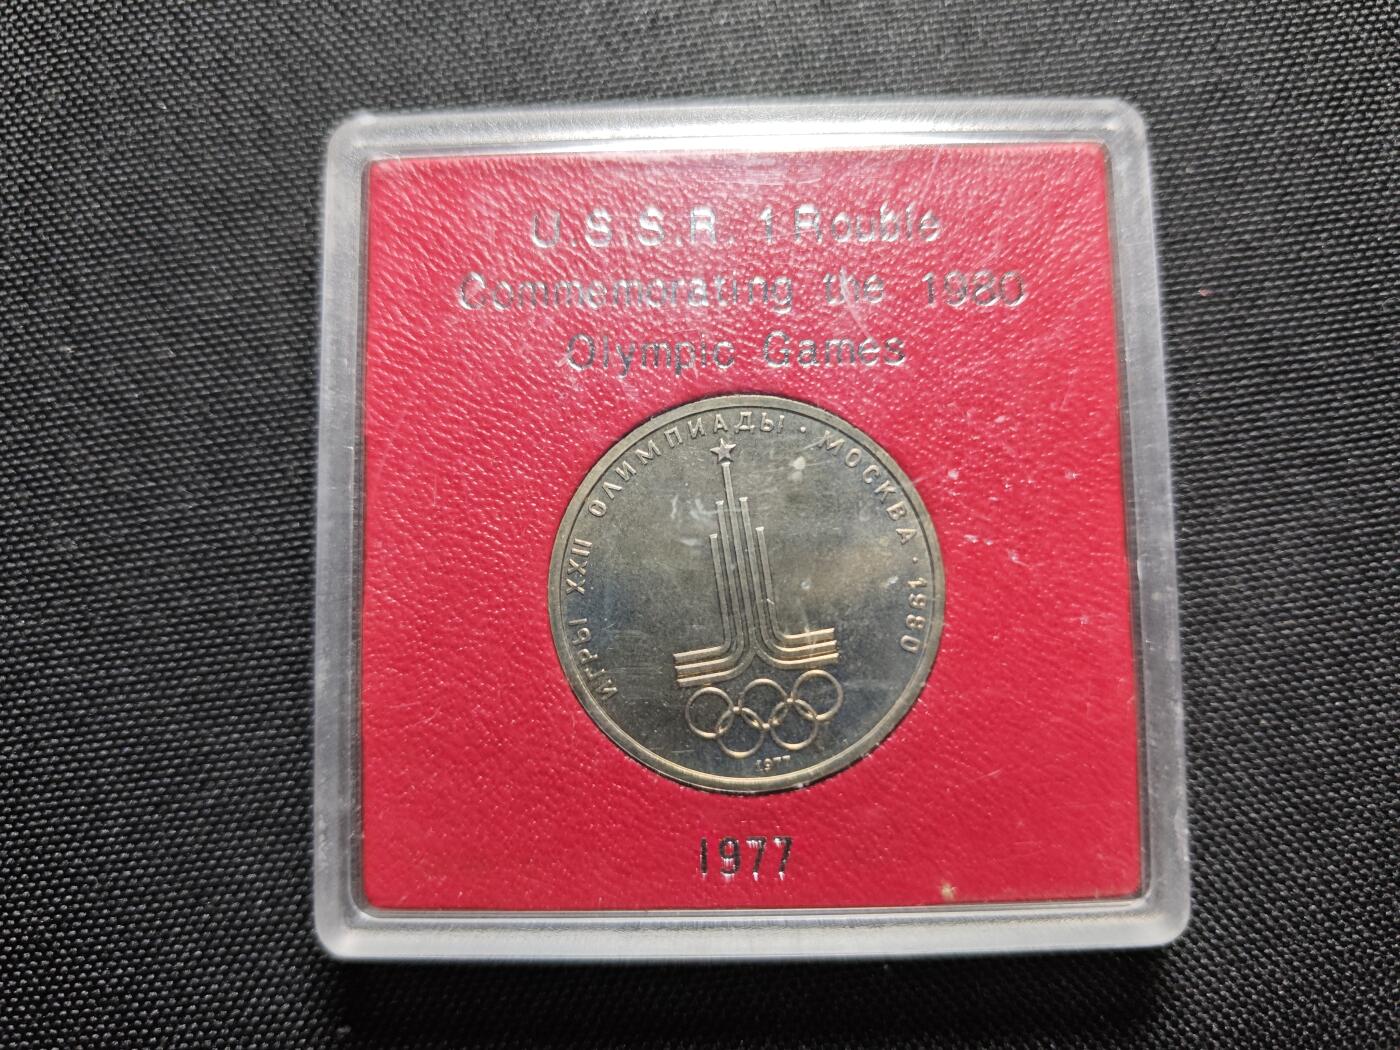 U.S.S.R. 1 Rouble
Commemorating the 1980
Olympic Games
ИГРЫ XXII ОЛИМПИАДЫ · МОСКВА · 1980
1977
1977